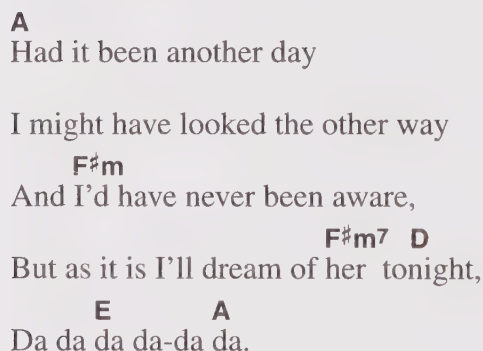 A
Had it been another day
I might have looked the other way
F♯m
And I'd have never been aware,
F♯m7 D
But as it is I'll dream of her tonight,
E A
Da da da da-da da.